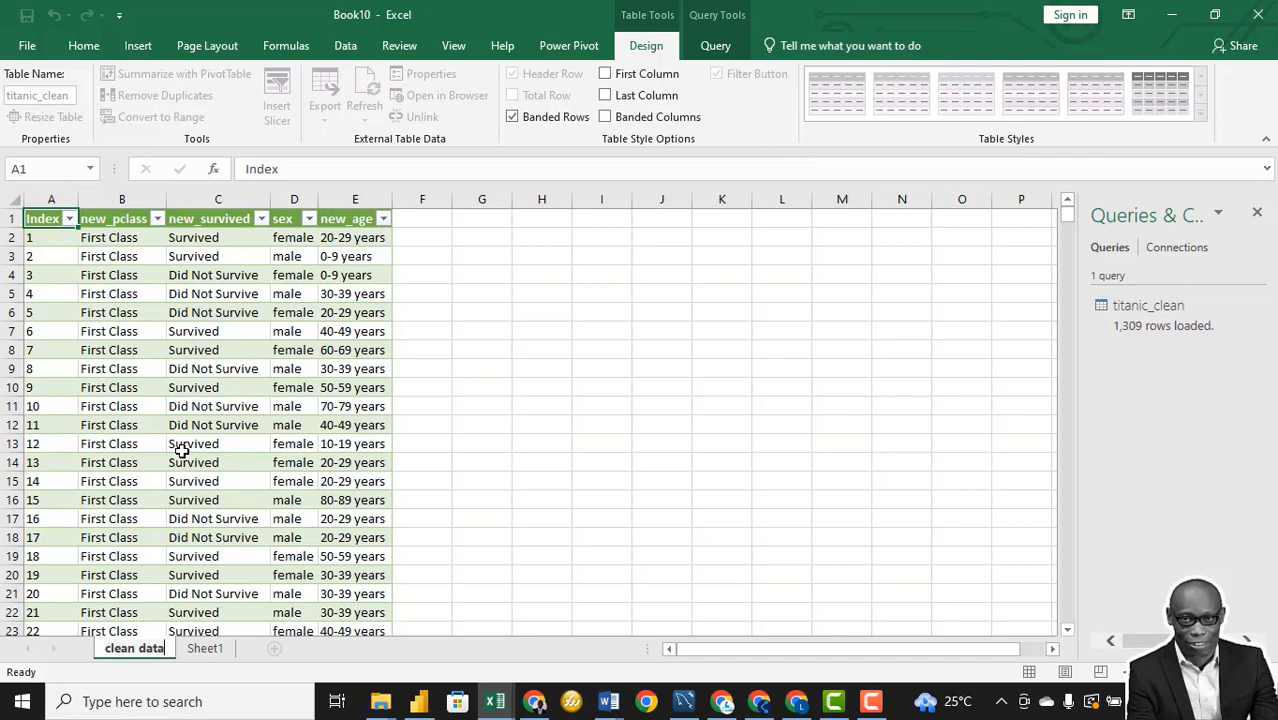 Book10 - Excel
Table Tools
Query Tools
Sign in
File
Home
Insert
Page Layout
Formulas
Data
Review
View
Help
Power Pivot
Design
Query
Tell me what you want to do
Share
Table Name:
titanic_clean
Resize Table
Properties
Summarize with PivotTable
Remove Duplicates
Convert to Range
Insert
Slicer
Tools
Export
Refresh
Properties
Open in Browser
Unlink
External Table Data
Header Row
Total Row
Banded Rows
First Column
Last Column
Banded Columns
Filter Button
Table Style Options
Table Styles
A1
Index
A B C D E F G H I J K L M N O P
1 Index new_pclass new_survived sex new_age
2 1 First Class Survived female 20-29 years
3 2 First Class Survived male 0-9 years
4 3 First Class Did Not Survive female 0-9 years
5 4 First Class Did Not Survive male 30-39 years
6 5 First Class Did Not Survive female 20-29 years
7 6 First Class Survived male 40-49 years
8 7 First Class Survived female 60-69 years
9 8 First Class Did Not Survive male 30-39 years
10 9 First Class Survived female 50-59 years
11 10 First Class Did Not Survive male 70-79 years
12 11 First Class Did Not Survive male 40-49 years
13 12 First Class Survived female 10-19 years
14 13 First Class Survived female 20-29 years
15 14 First Class Survived female 20-29 years
16 15 First Class Survived male 80-89 years
17 16 First Class Did Not Survive male 20-29 years
18 17 First Class Did Not Survive male 20-29 years
19 18 First Class Survived female 50-59 years
20 19 First Class Survived female 30-39 years
21 20 First Class Did Not Survive male 30-39 years
22 21 First Class Survived male 30-39 years
23 22 First Class Survived female 40-49 years
Queries & C...
Queries
Connections
1 query
titanic_clean
1,309 rows loaded.
clean data
Sheet1
Ready
Type here to search
25°C